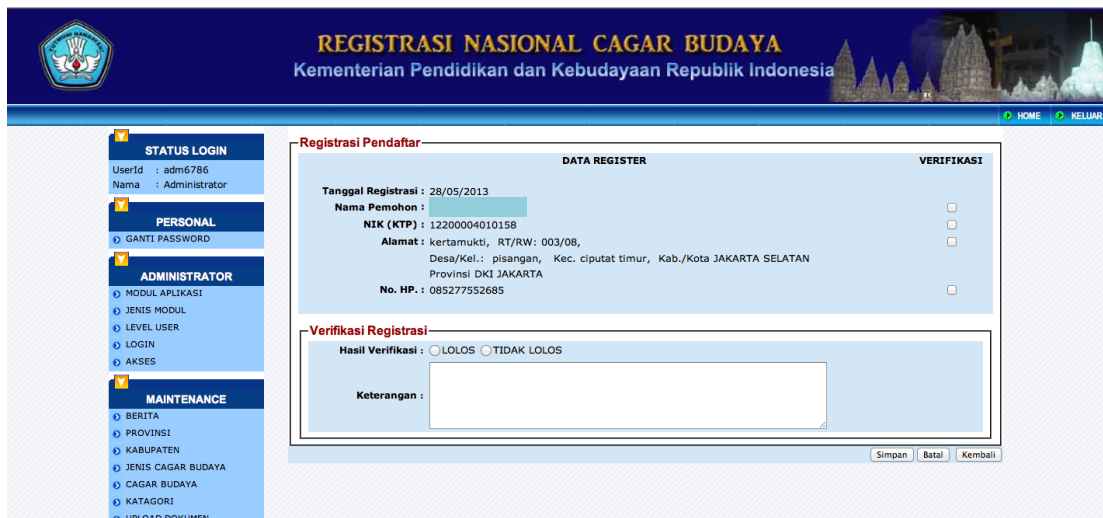 REGISTRASI NASIONAL CAGAR BUDAYA
Kementerian Pendidikan dan Kebudayaan Republik Indonesia
HOME KELUAR
STATUS LOGIN
UserId : adm6786
Nama : Administrator
PERSONAL
GANTI PASSWORD
ADMINISTRATOR
MODUL APLIKASI
JENIS MODUL
LEVEL USER
LOGIN
AKSES
MAINTENANCE
BERITA
PROVINSI
KABUPATEN
JENIS CAGAR BUDAYA
CAGAR BUDAYA
KATAGORI
UPLOAD DOKUMEN
Registrasi Pendaftar
DATA REGISTER VERIFIKASI
Tanggal Registrasi : 28/05/2013
Nama Pemohon :
NIK (KTP) : 12200004010158
Alamat : kertamukti, RT/RW: 003/08,
Desa/Kel.: pisangan, Kec. ciputat timur, Kab./Kota JAKARTA SELATAN
Provinsi DKI JAKARTA
No. HP. : 085277552685
Verifikasi Registrasi
Hasil Verifikasi : LOLOS TIDAK LOLOS
Keterangan :
Simpan Batal Kembali